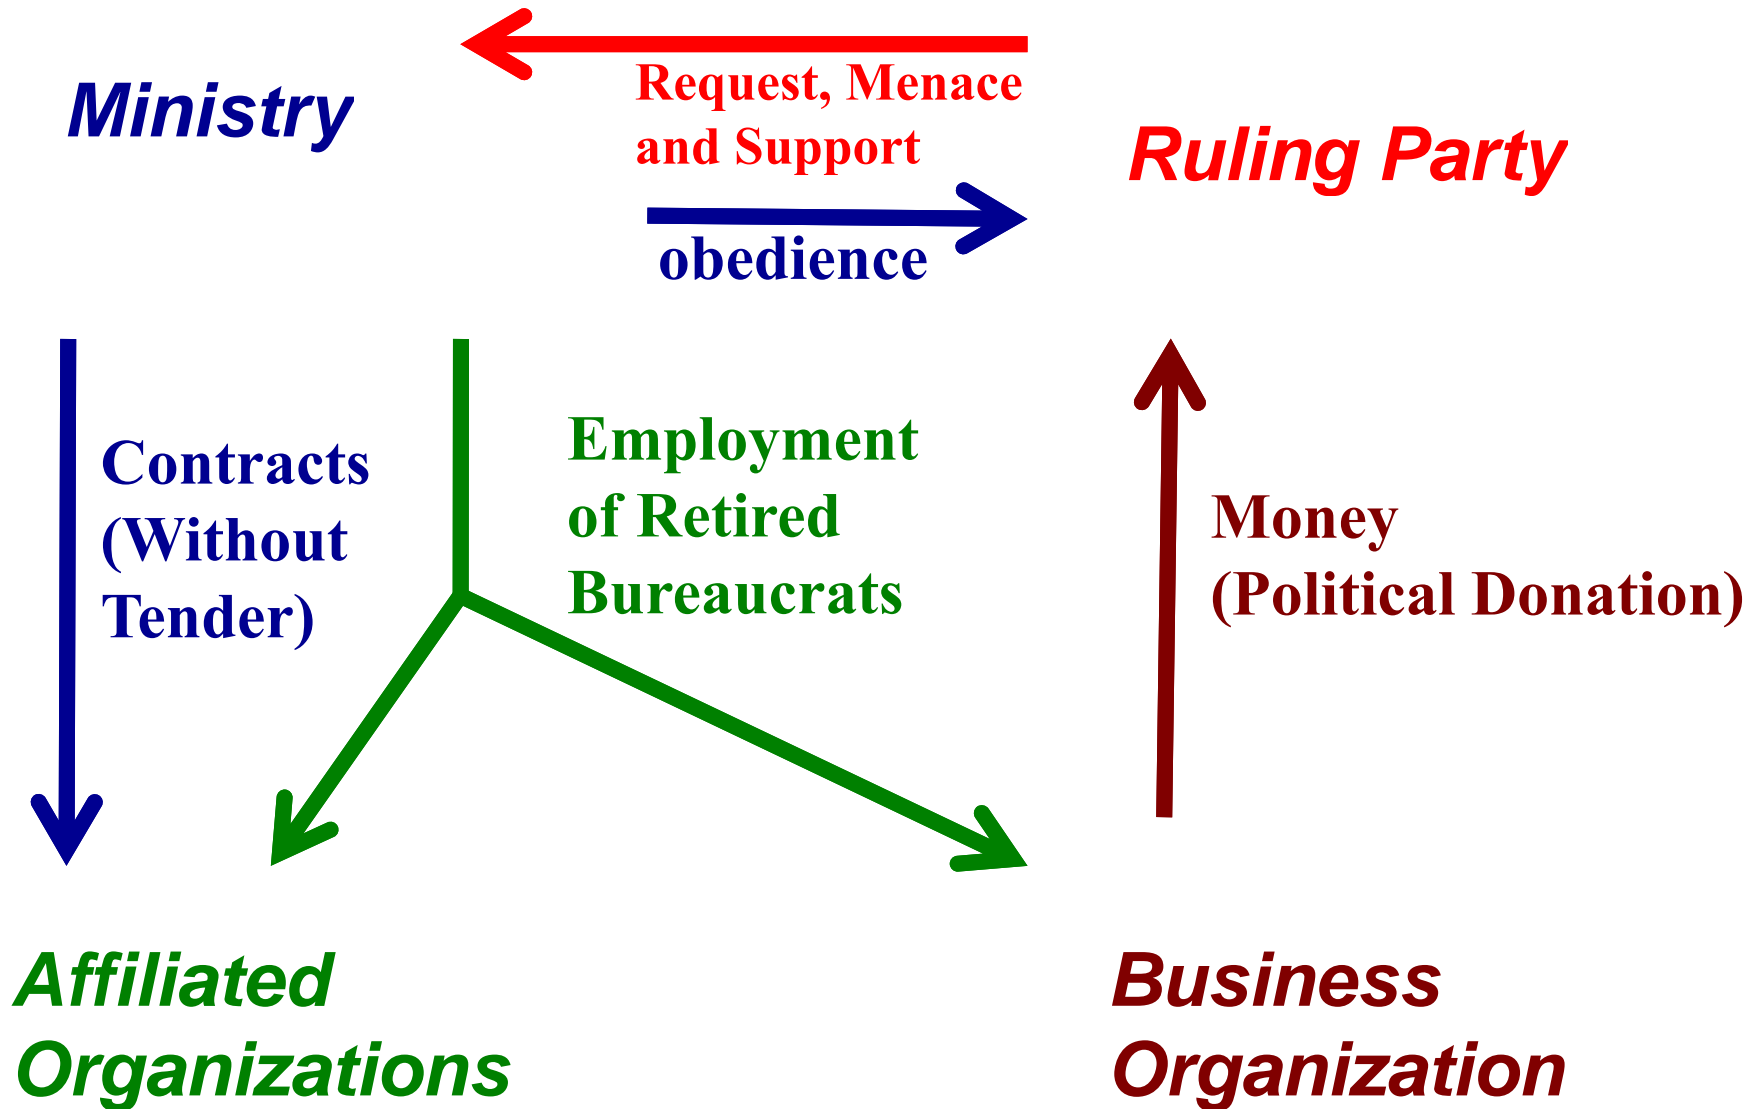 Request, Menace
and Support
Ministry
Ruling Party
obedience
Contracts
(Without
Tender)
Employment
of Retired
Bureaucrats
Money
(Political Donation)
Affiliated
Organizations
Business
Organization